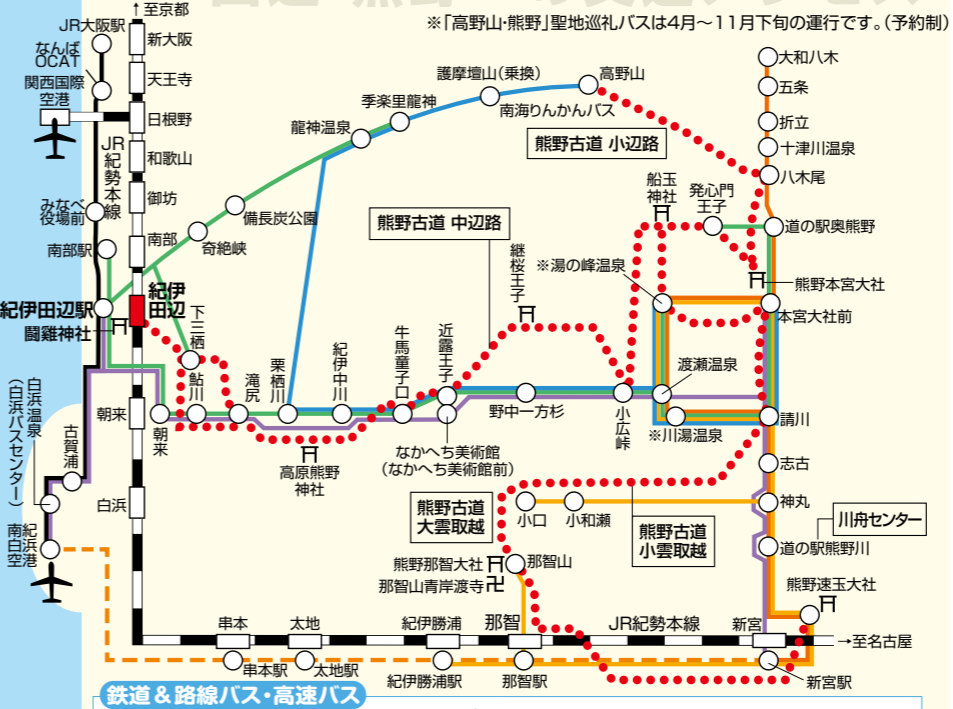 ※「高野山・熊野」聖地巡礼バスは4月～11月下旬の運行です。(予約制)
↑至京都
JR大阪駅
新大阪
なんば
OCAT
天王寺
関西国際
空港
日根野
JR紀勢本線
和歌山
みなべ
役場前
御坊
南部駅
南部
紀伊田辺駅
紀伊
田辺
闘雞神社
下三栖
朝来
朝来
鮎川
滝尻
栗栖川
紀伊中川
牛馬童子口
近露王子
白浜温泉
(白浜バスセンター)
古賀浦
白浜
南紀
白浜
空港
奇絶峡
備長炭公園
龍神温泉
季楽里龍神
護摩壇山(乗換)
南海りんかんバス
高野山
熊野古道 小辺路
熊野古道 中辺路
継桜王子
※湯の峰温泉
船玉
神社
発心門
王子
大和八木
五条
折立
十津川温泉
八木尾
道の駅奥熊野
熊野本宮大社
本宮大社前
渡瀬温泉
※川湯温泉
小広峠
野中一方杉
なかへち美術館
(なかへち美術館前)
高原熊野
神社
請川
志古
神丸
川舟センター
道の駅熊野川
熊野速玉大社
熊野古道
大雲取越
小口
小和瀬
熊野古道
小雲取越
熊野那智大社
那智山青岸渡寺
那智山
串本
太地
紀伊勝浦
那智
JR紀勢本線
新宮
→至名古屋
串本駅
太地駅
紀伊勝浦駅
那智駅
新宮駅
鉄道＆路線バス・高速バス